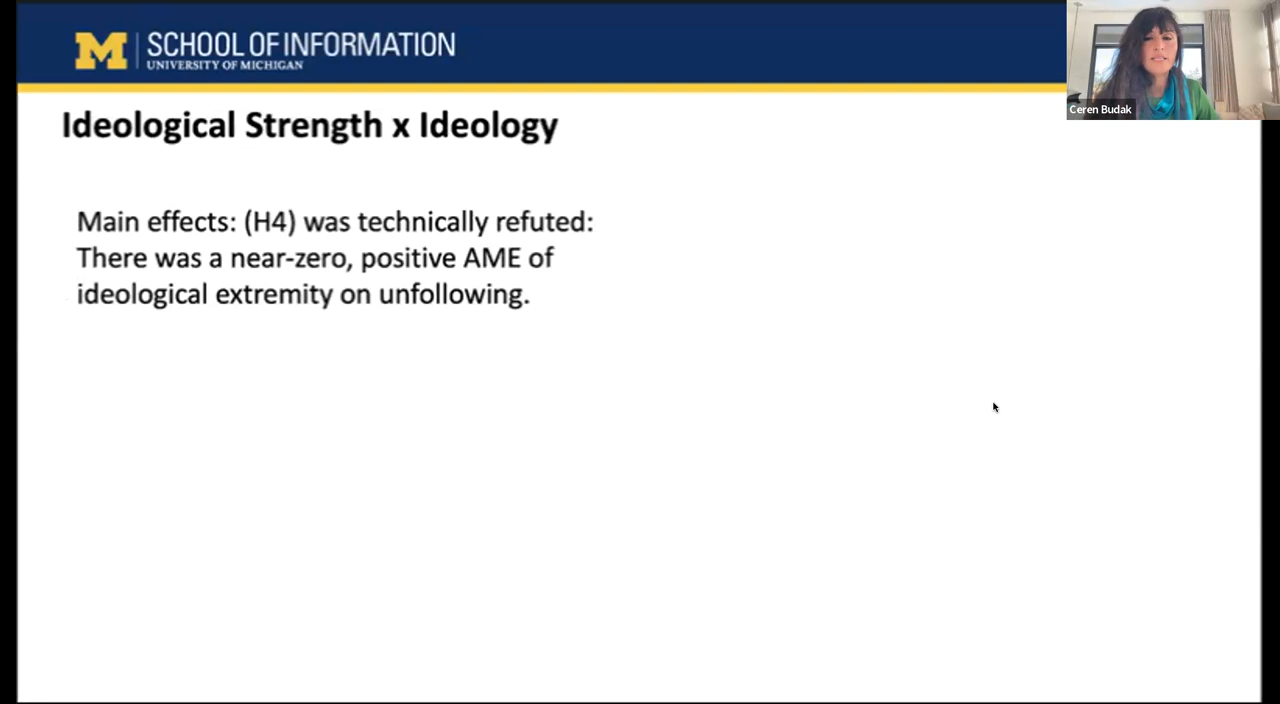 M SCHOOL OF INFORMATION
UNIVERSITY OF MICHIGAN
Ceren Budak
Ideological Strength x Ideology
Main effects: (H4) was technically refuted:
There was a near-zero, positive AME of
ideological extremity on unfollowing.